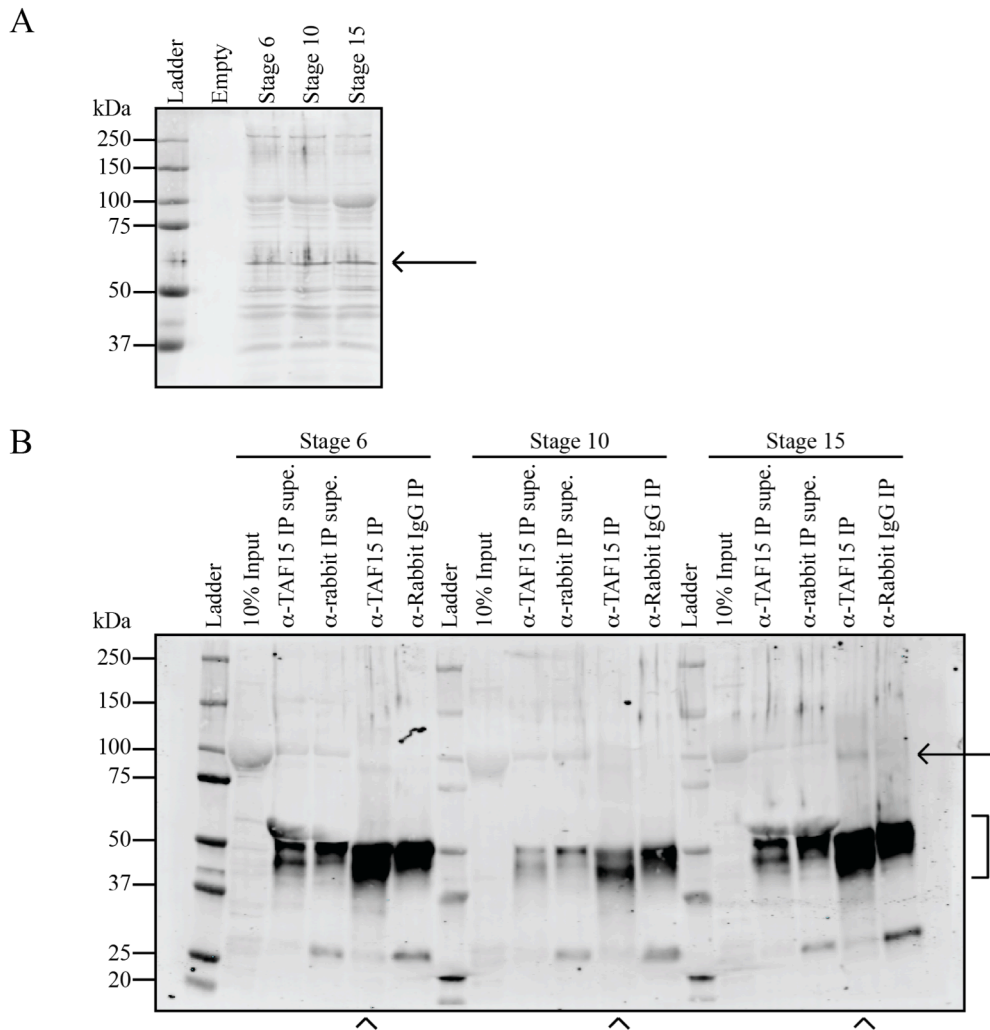 A
Ladder
Empty
Stage 6
Stage 10
Stage 15
kDa
250
150
100
75
50
37
B
Stage 6
Stage 10
Stage 15
Ladder
10% Input
α-TAF15 IP supe.
α-rabbit IP supe.
α-TAF15 IP
α-Rabbit IgG IP
Ladder
10% Input
α-TAF15 IP supe.
α-rabbit IP supe.
α-TAF15 IP
α-Rabbit IgG IP
Ladder
10% Input
α-TAF15 IP supe.
α-rabbit IP supe.
α-TAF15 IP
α-Rabbit IgG IP
kDa
250
150
100
75
50
37
25
20